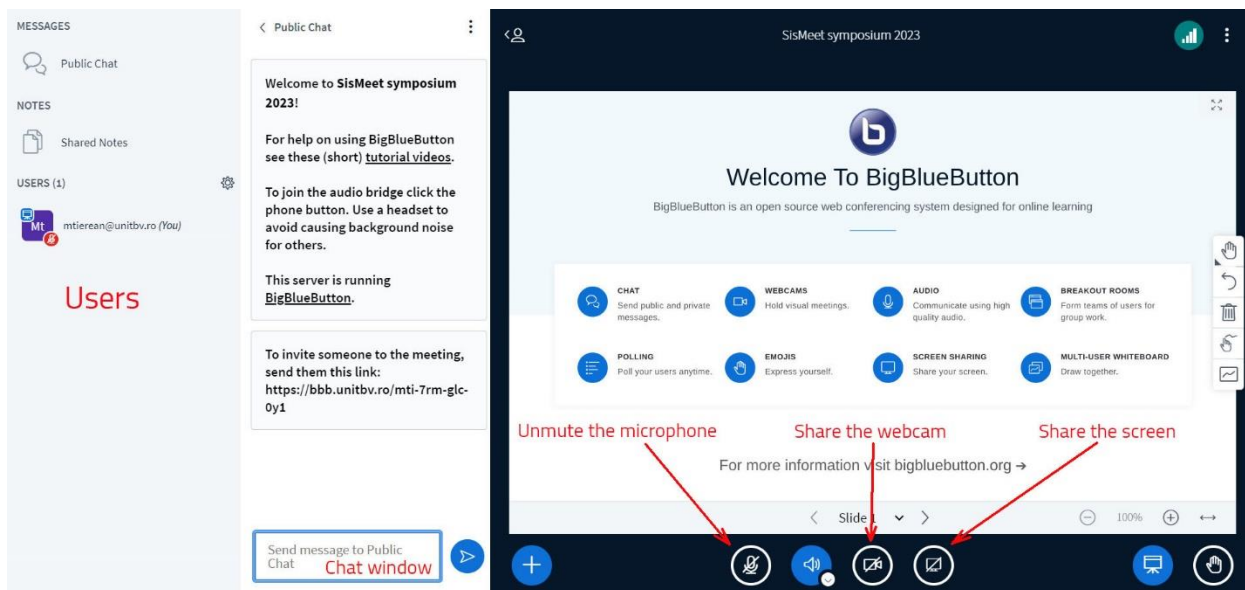 MESSAGES
Public Chat
NOTES
Shared Notes
USERS (1)
Mt
mtierean@unitbv.ro (You)
Users
Public Chat
Welcome to SisMeet symposium
2023!
For help on using BigBlueButton
see these (short) tutorial videos.
To join the audio bridge click the
phone button. Use a headset to
avoid causing background noise
for others.
This server is running
BigBlueButton.
To invite someone to the meeting,
send them this link:
https://bbb.unitbv.ro/mti-7rm-glc-
0y1
Send message to Public
Chat
Chat window
SisMeet symposium 2023
b
Welcome To BigBlueButton
BigBlueButton is an open source web conferencing system designed for online learning
CHAT
Send public and private
messages.
WEBCAMS
Hold visual meetings.
AUDIO
Communicate using high
quality audio.
BREAKOUT ROOMS
Form teams of users for
group work.
POLLING
Poll your users anytime.
EMOJIS
Express yourself.
SCREEN SHARING
Share your screen.
MULTI-USER WHITEBOARD
Draw together.
Unmute the microphone
Share the webcam
Share the screen
For more information visit bigbluebutton.org →
Slide 1
100%